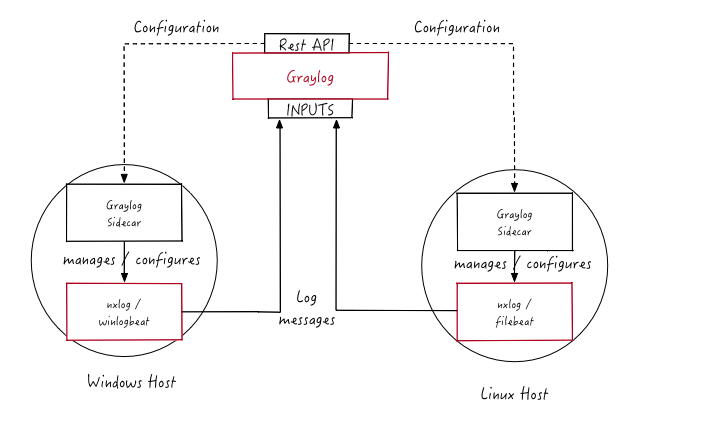 Configuration
Configuration
Rest API
Graylog
INPUTS
Graylog
Sidecar
manages / configures
nxlog /
winlogbeat
Windows Host
Log
messages
Graylog
Sidecar
manages / configures
nxlog /
filebeat
Linux Host